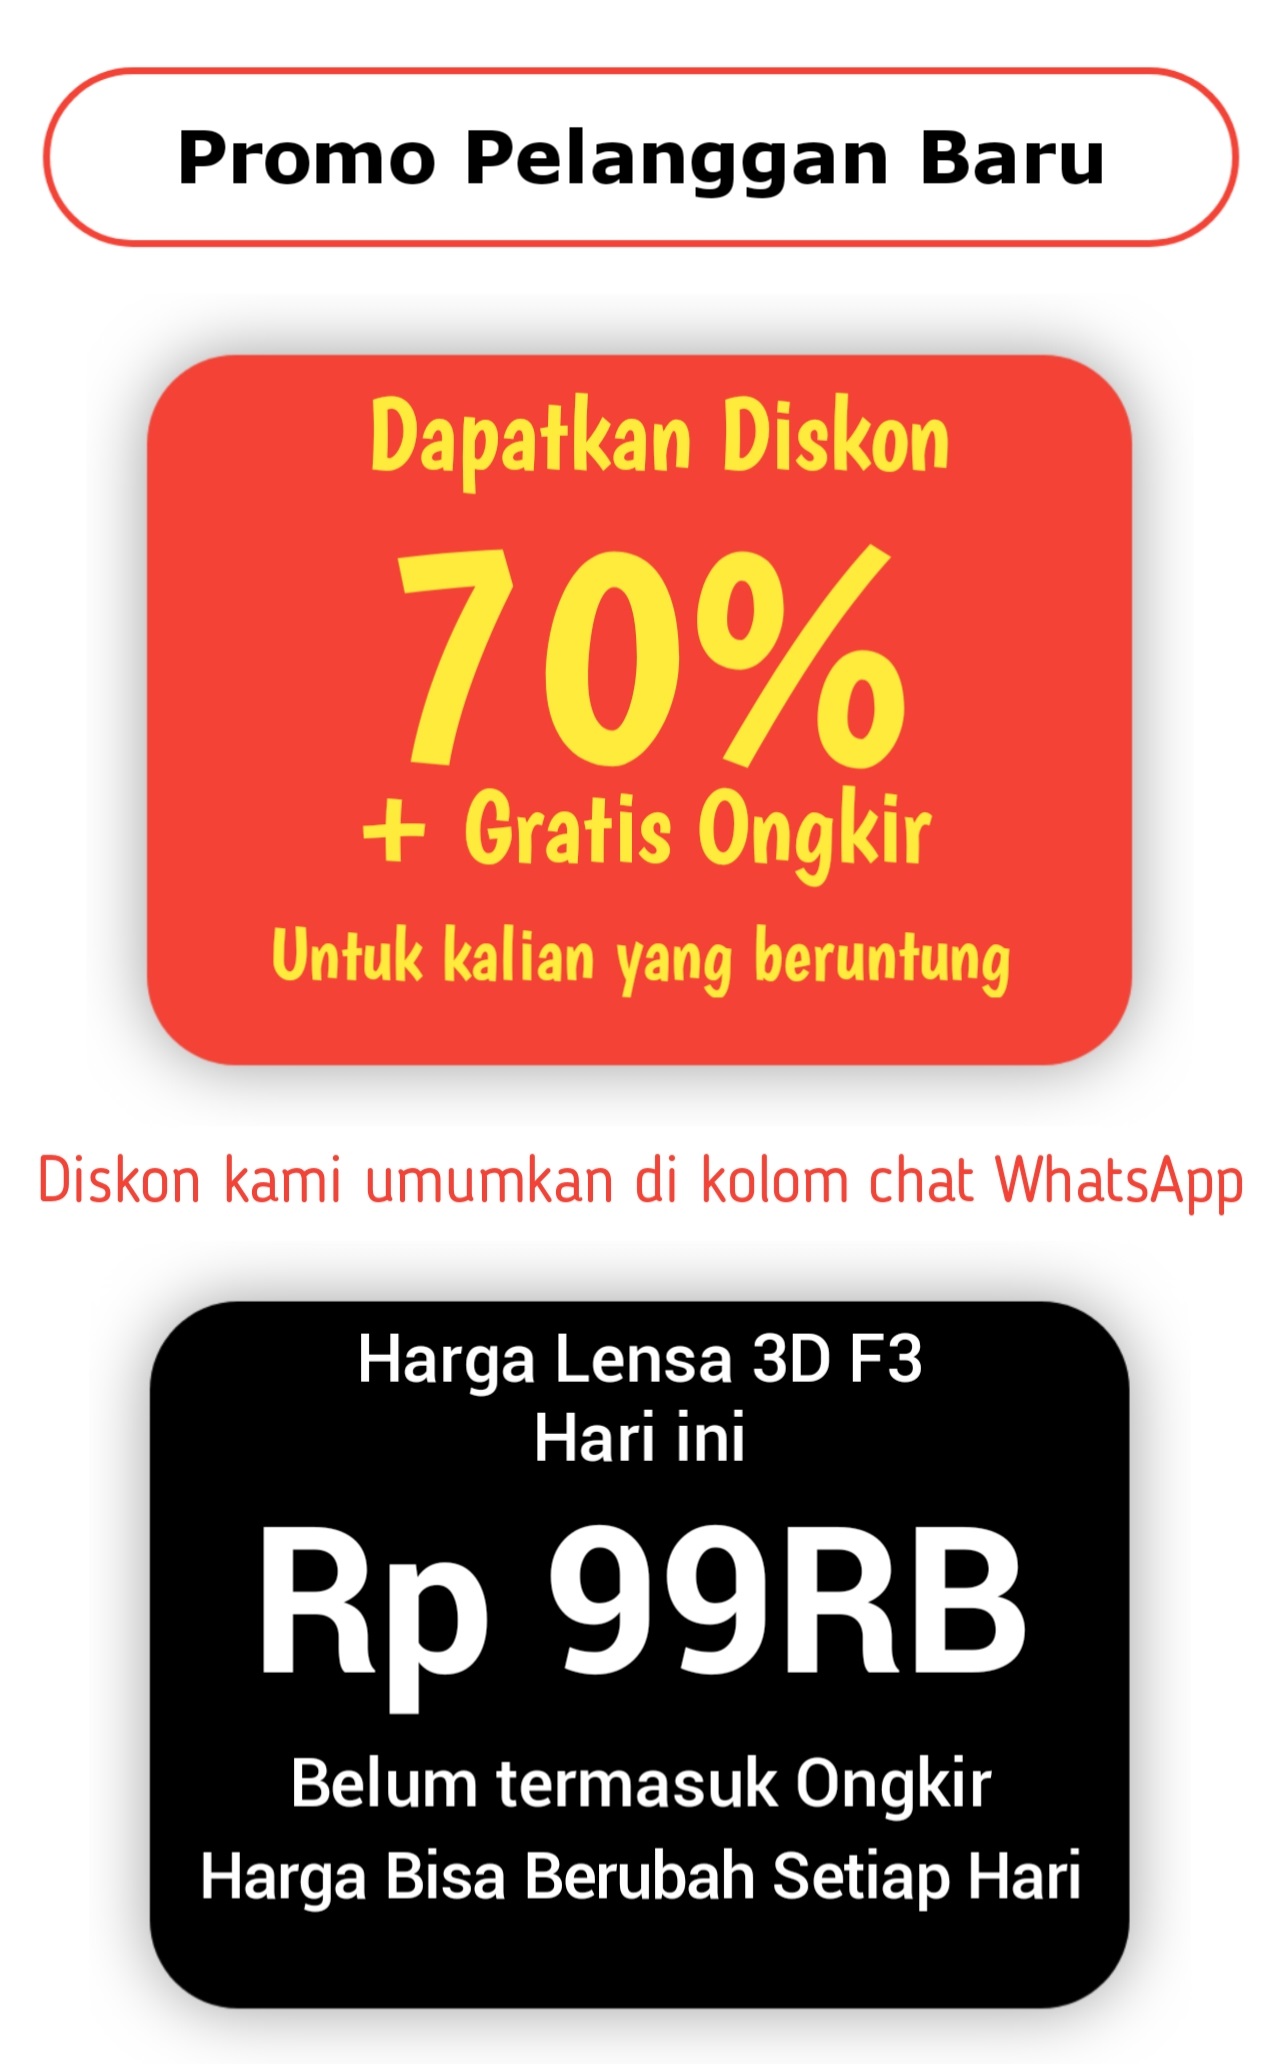 Promo Pelanggan Baru
Dapatkan Diskon
70%
+ Gratis Ongkir
Untuk kalian yang beruntung
Diskon kami umumkan di kolom chat WhatsApp
Harga Lensa 3D F3
Hari ini
Rp 99RB
Belum termasuk Ongkir
Harga Bisa Berubah Setiap Hari